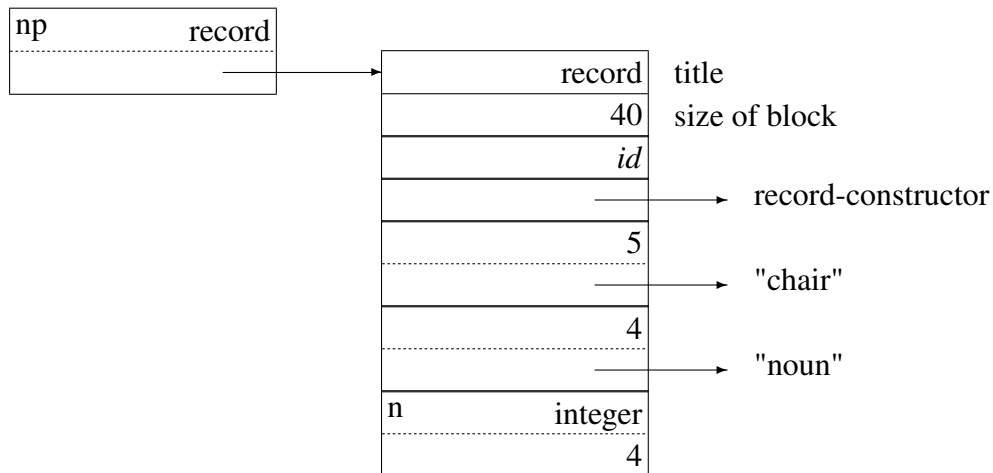 np record
record title
40 size of block
id
record-constructor
5
"chair"
4
"noun"
n integer
4